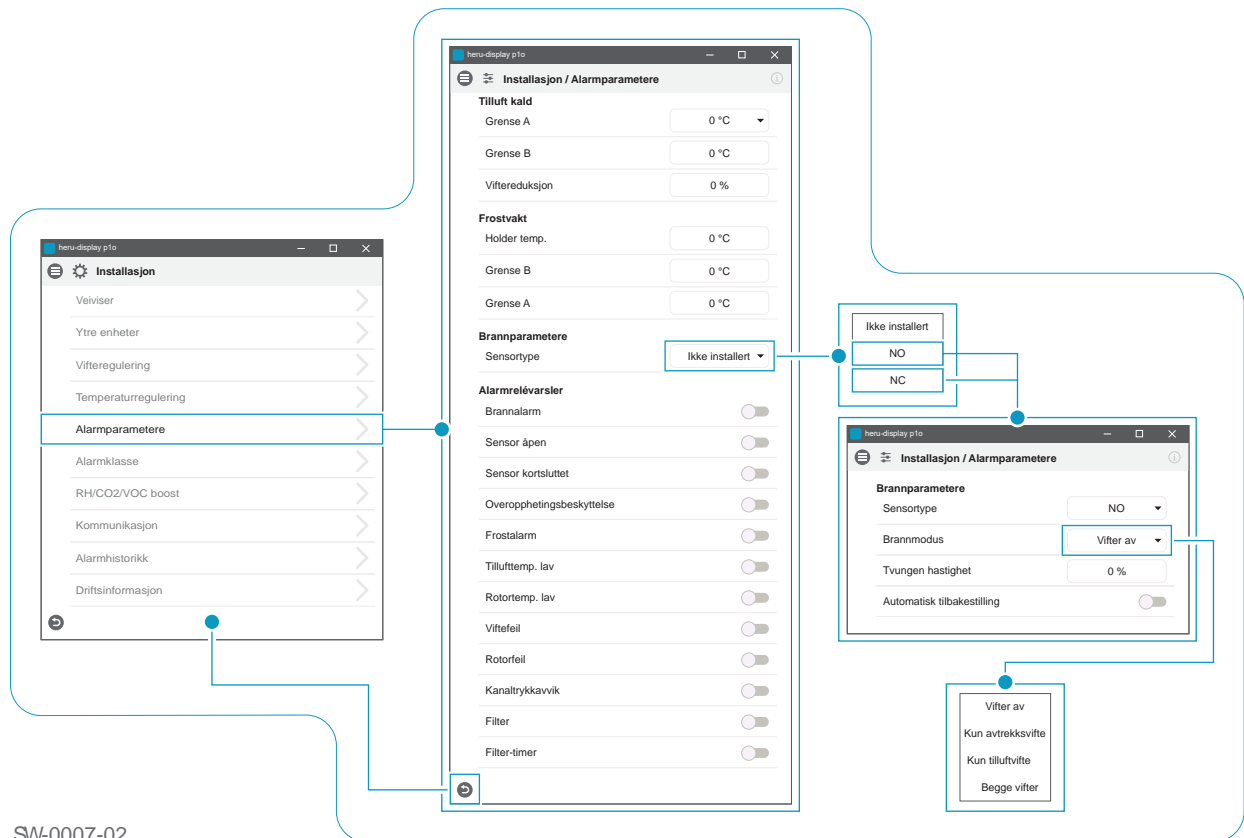 heru-display p1o
Installasjon
Veiviser
Ytre enheter
Vifteregulering
Temperaturregulering
Alarmparametere
Alarmklasse
RH/CO2/VOC boost
Kommunikasjon
Alarmhistorikk
Driftsinformasjon
heru-display p1o
Installasjon / Alarmparametere
Tilluft kald
Grense A 0 °C
Grense B 0 °C
Viftereduksjon 0 %
Frostvakt
Holder temp. 0 °C
Grense B 0 °C
Grense A 0 °C
Brannparametere
Sensortype Ikke installert
Alarmrelévarsler
Brannalarm
Sensor åpen
Sensor kortsluttet
Overopphetingsbeskyttelse
Frostalarm
Tillufttemp. lav
Rotortemp. lav
Viftefeil
Rotorfeil
Kanaltrykkavvik
Filter
Filter-timer
Ikke installert
NO
NC
heru-display p1o
Installasjon / Alarmparametere
Brannparametere
Sensortype NO
Brannmodus Vifter av
Tvungen hastighet 0 %
Automatisk tilbakestilling
Vifter av
Kun avtrekksvifte
Kun tilluftvifte
Begge vifter
SW-0007-02